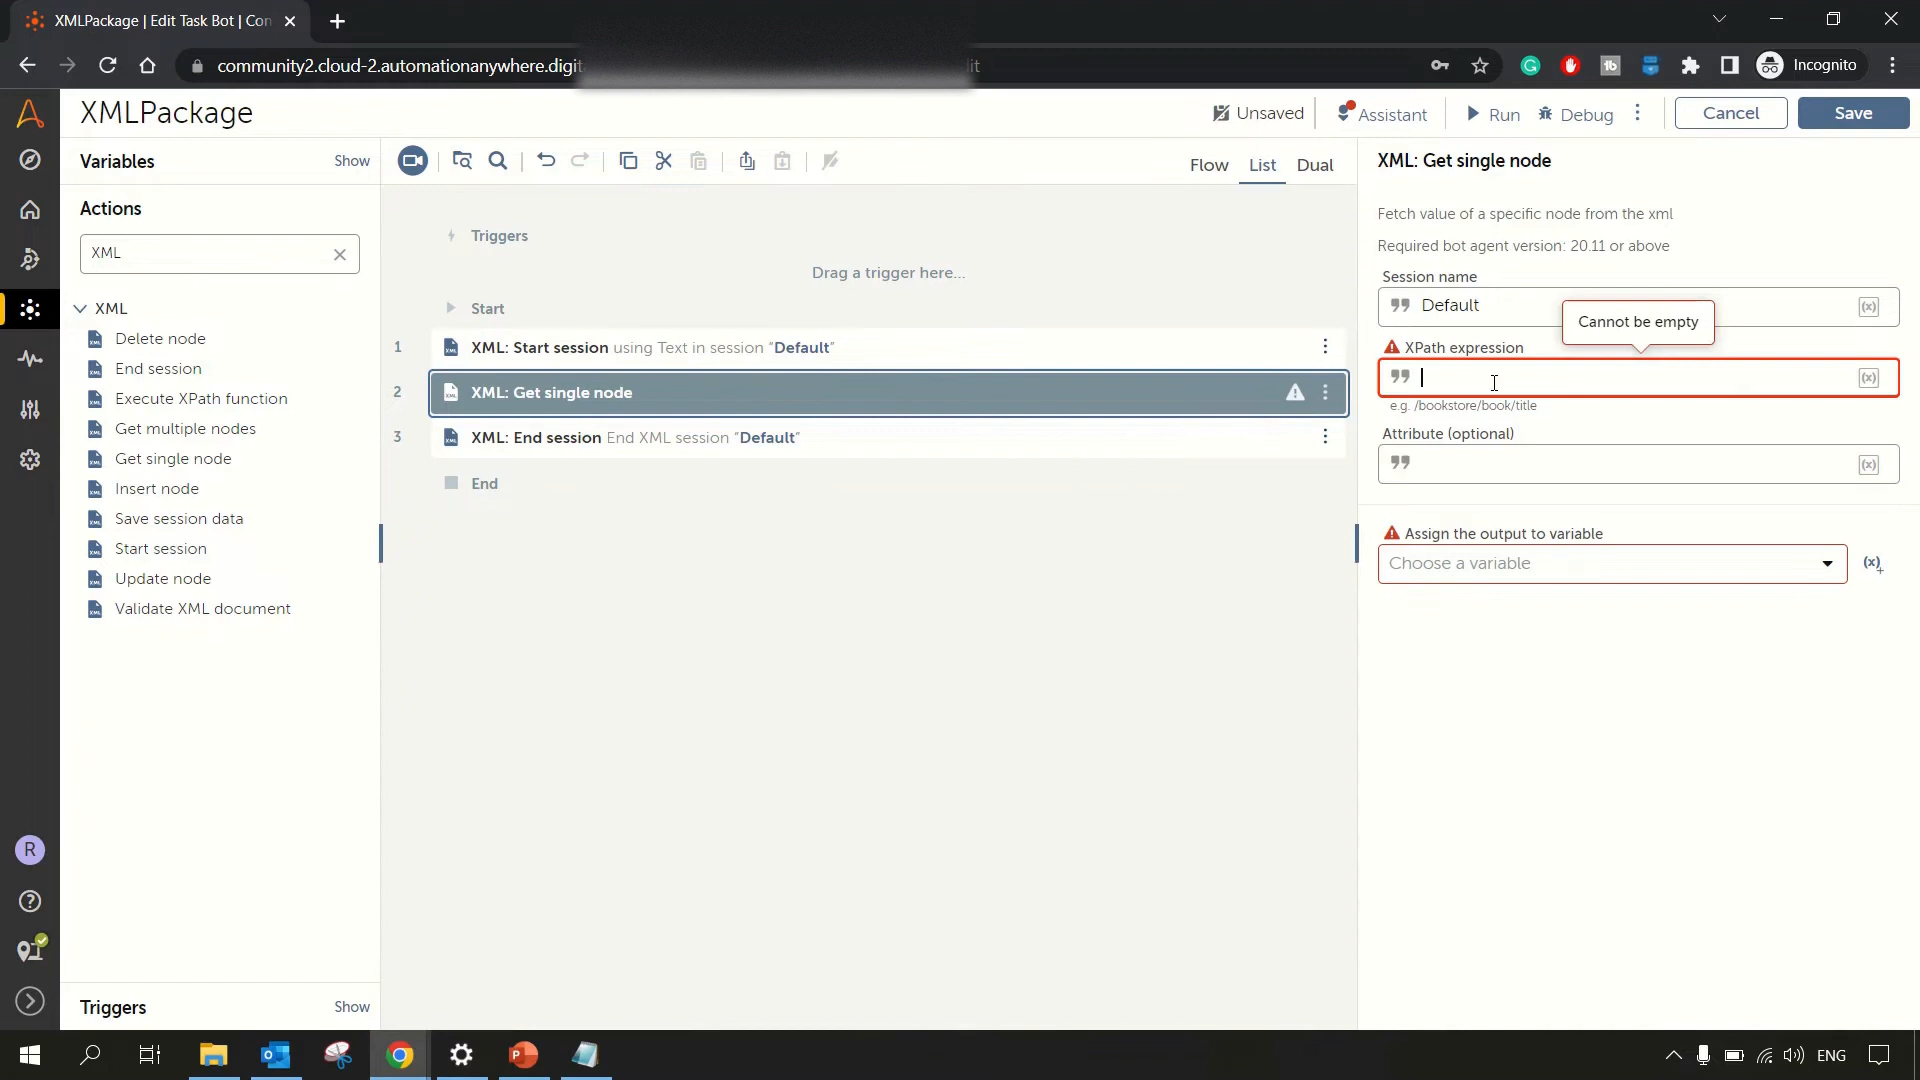 XMLPackage | Edit Task Bot | Con
community2.cloud-2.automationanywhere.digit
it
Incognito
XMLPackage
Unsaved
Assistant
Run
Debug
Cancel
Save
Variables
Show
Flow
List
Dual
XML: Get single node
Actions
XML
Triggers
Drag a trigger here...
Start
Fetch value of a specific node from the xml
Required bot agent version: 20.11 or above
Session name
Default
Cannot be empty
XPath expression
e.g. /bookstore/book/title
Attribute (optional)
Assign the output to variable
Choose a variable
XML
Delete node
End session
Execute XPath function
Get multiple nodes
Get single node
Insert node
Save session data
Start session
Update node
Validate XML document
1 XML: Start session using Text in session “Default”
2 XML: Get single node
3 XML: End session End XML session “Default”
End
R
Triggers
Show
ENG